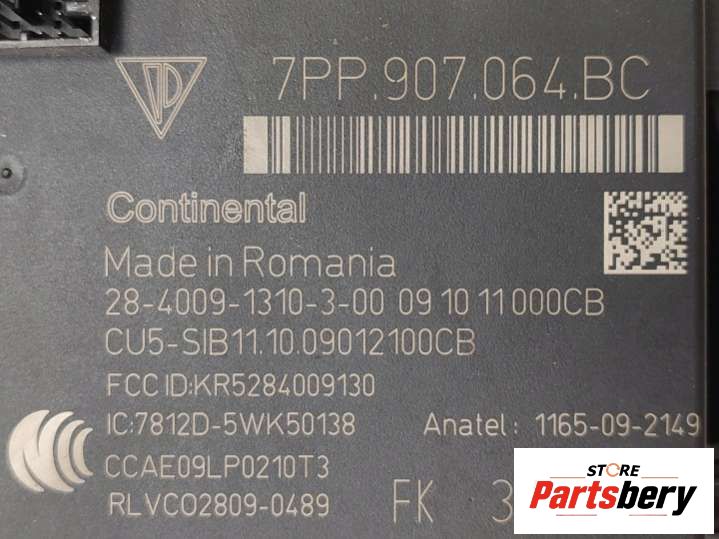 7PP.907.064.BC
Continental
Made in Romania
28-4009-1310-3-00 09 10 11 000CB
CU5-SIB11.10.09012100CB
FCC ID:KR5284009130
IC:7812D-5WK50138 Anatel: 1165-09-2149
CCAE09LP0210T3
RLVCO2809-0489 FK 3
STORE
Partsbery